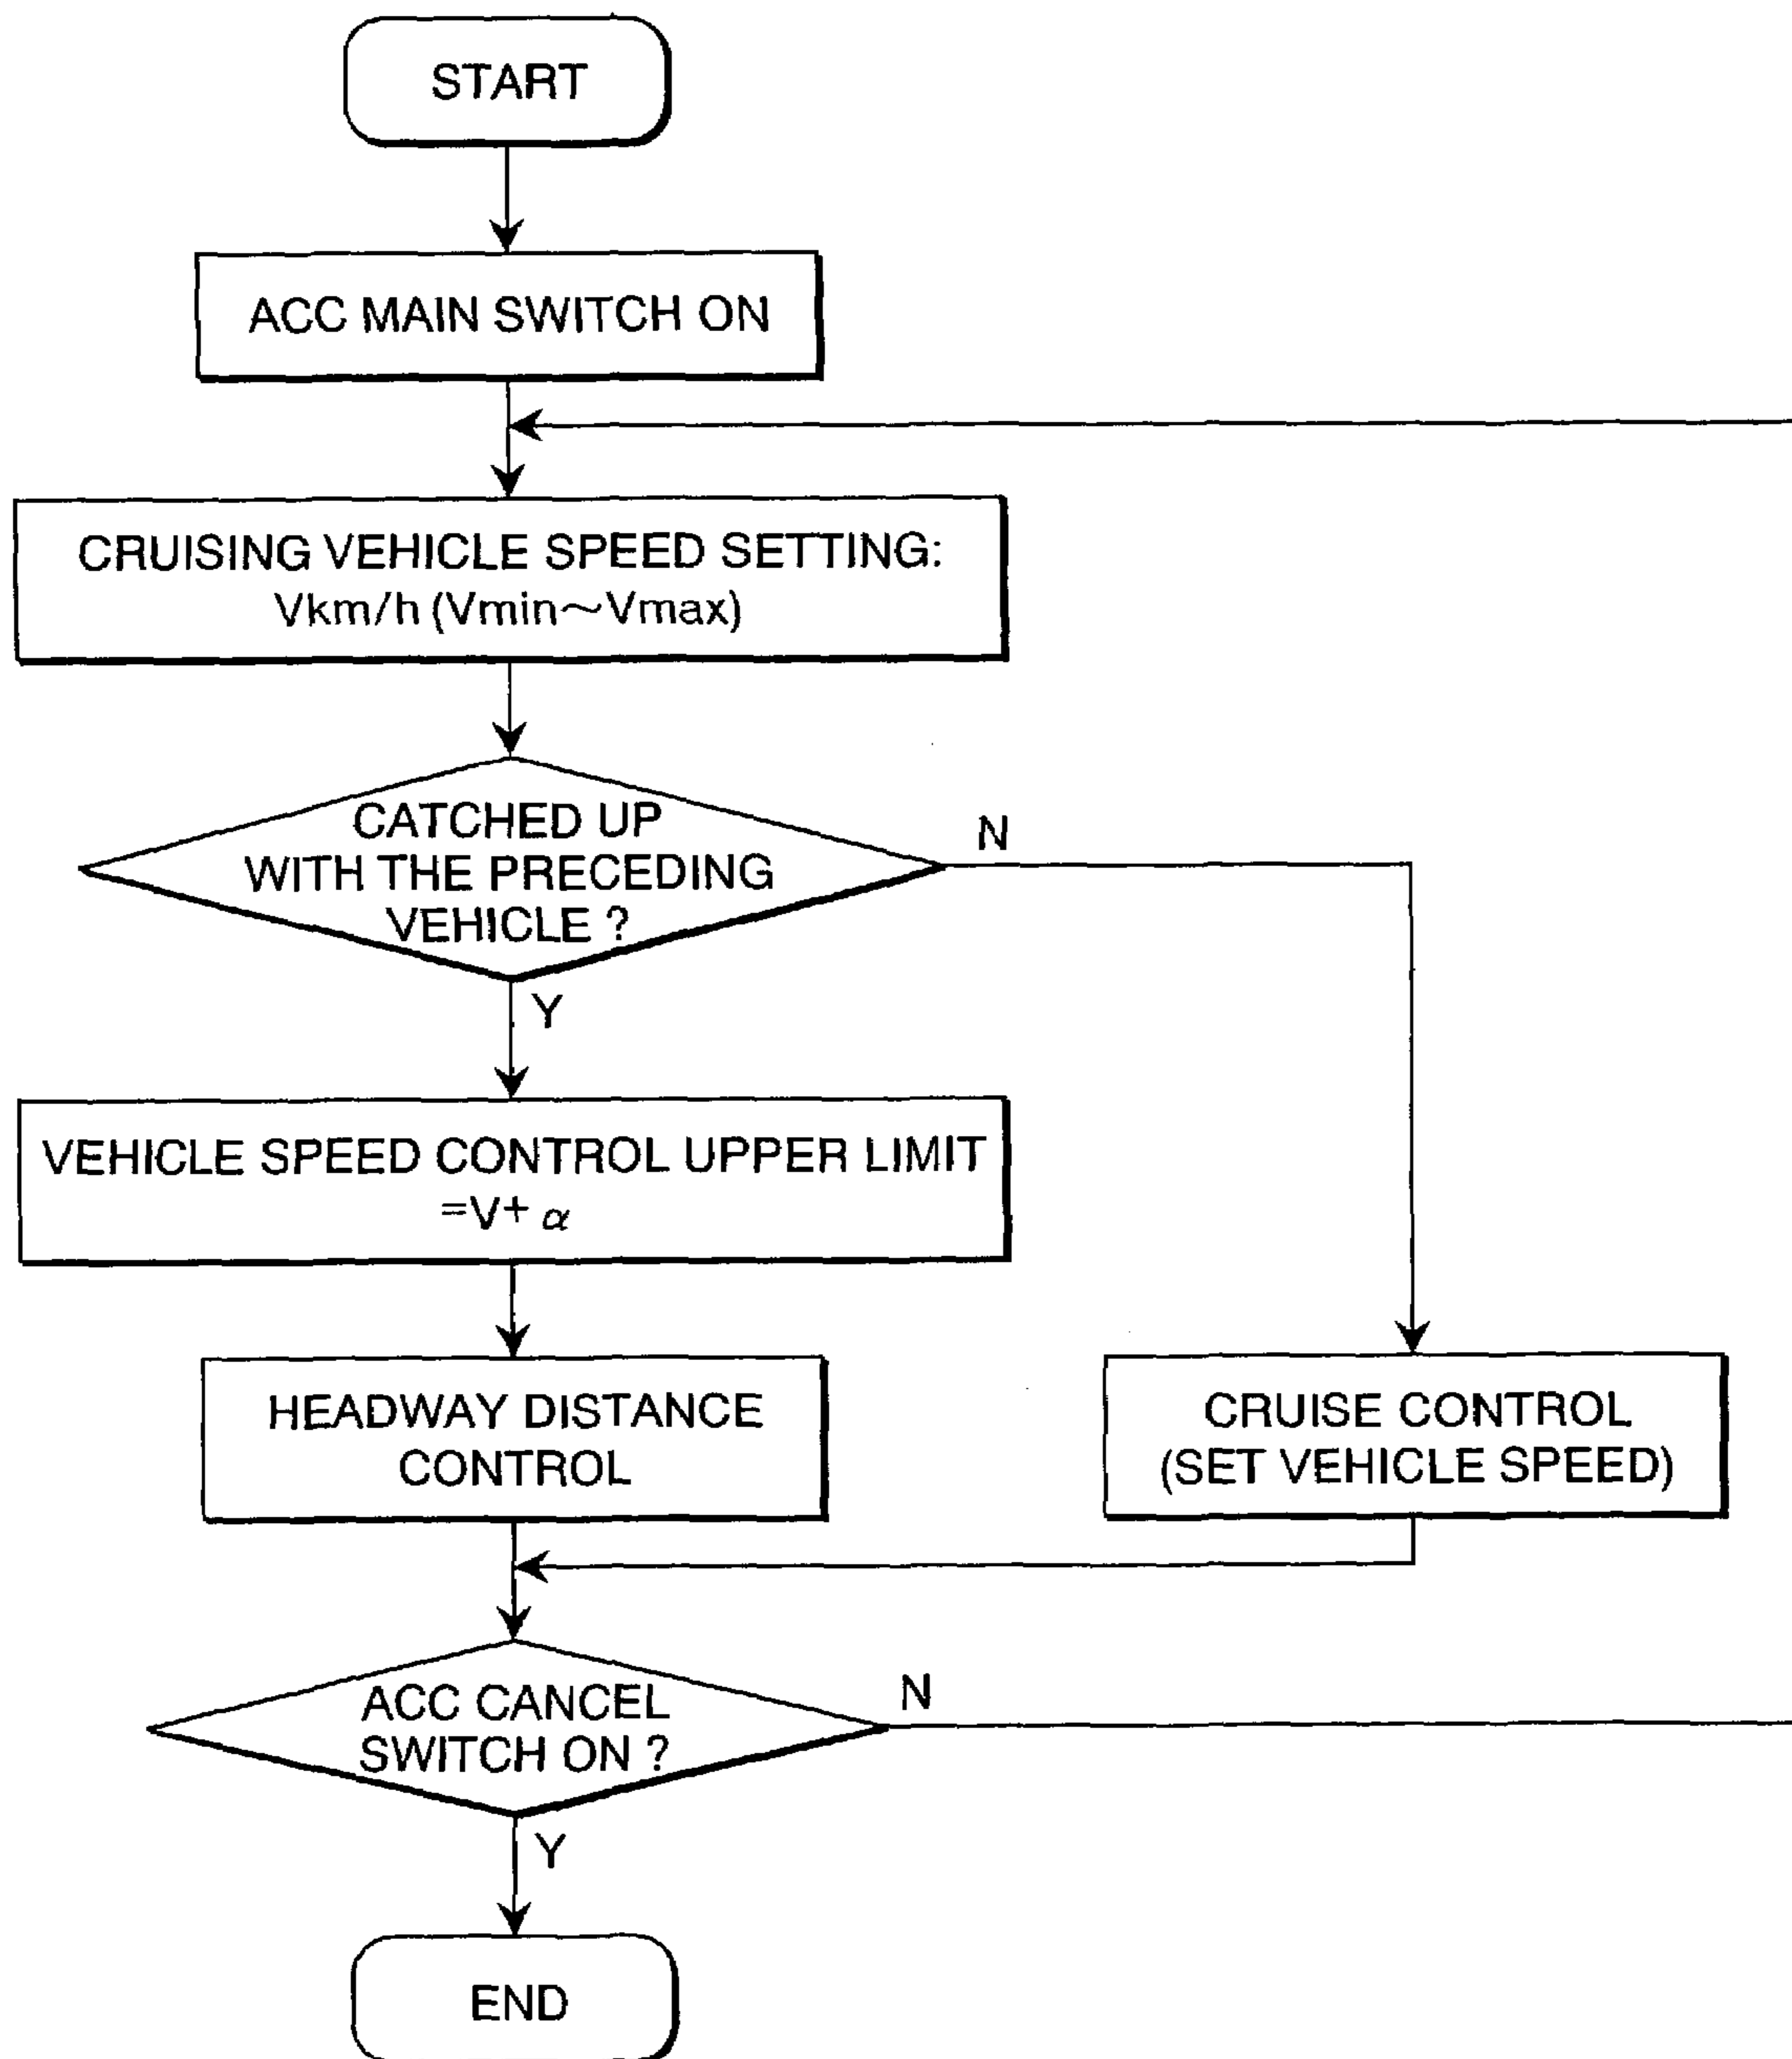 START
ACC MAIN SWITCH ON
CRUISING VEHICLE SPEED SETTING:
Vkm/h (Vmin～Vmax)
CATCHED UP
WITH THE PRECEDING
VEHICLE ?
N
Y
VEHICLE SPEED CONTROL UPPER LIMIT
=V+ α
HEADWAY DISTANCE
CONTROL
CRUISE CONTROL
(SET VEHICLE SPEED)
ACC CANCEL
SWITCH ON ?
N
Y
END